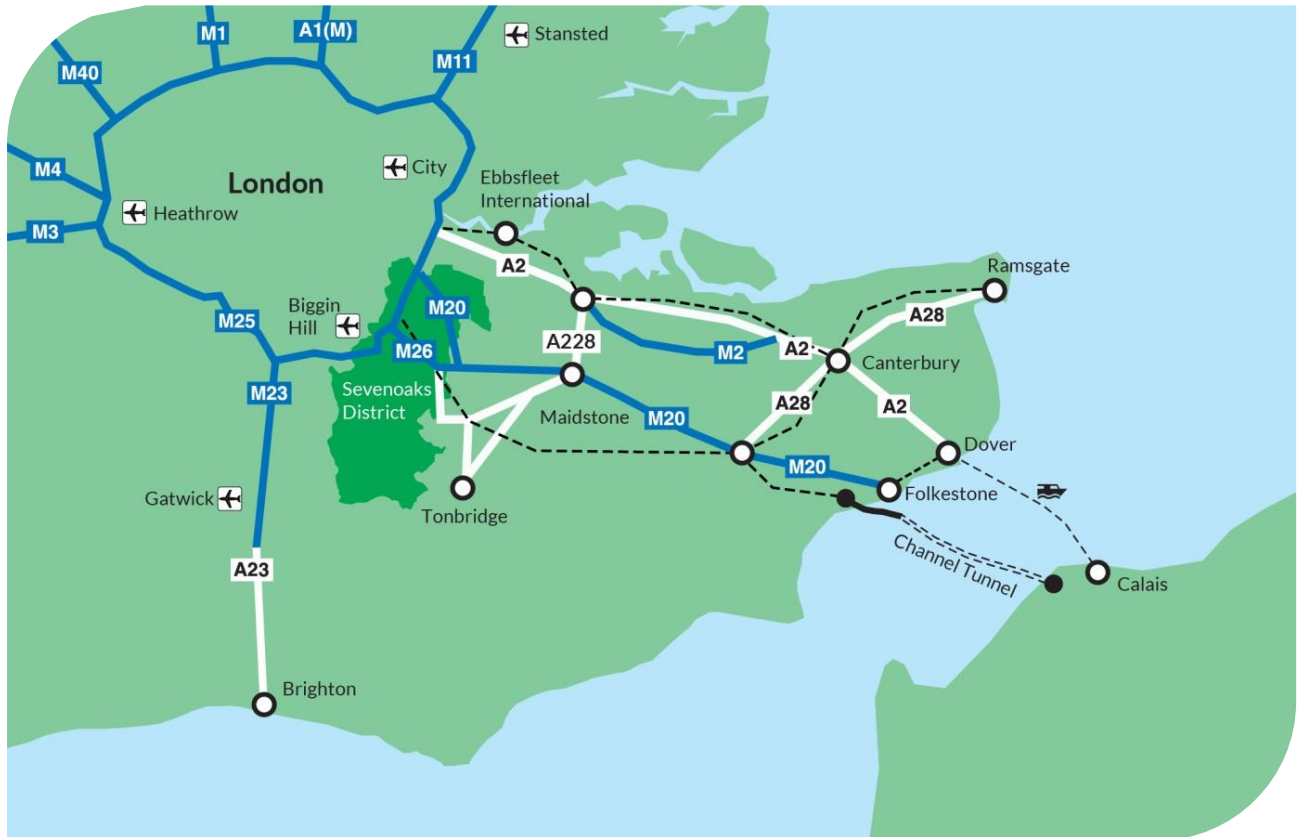 M1
A1(M)
Stansted
M40
M11
M4
City
London
Ebbsfleet
International
Heathrow
M3
A2
Ramsgate
Biggin
Hill
M20
M25
A28
A228
M26
M2
A2
Canterbury
M23
Sevenoaks
District
A28
A2
Maidstone
M20
Dover
M20
Gatwick
Folkestone
Tonbridge
Channel Tunnel
A23
Calais
Brighton